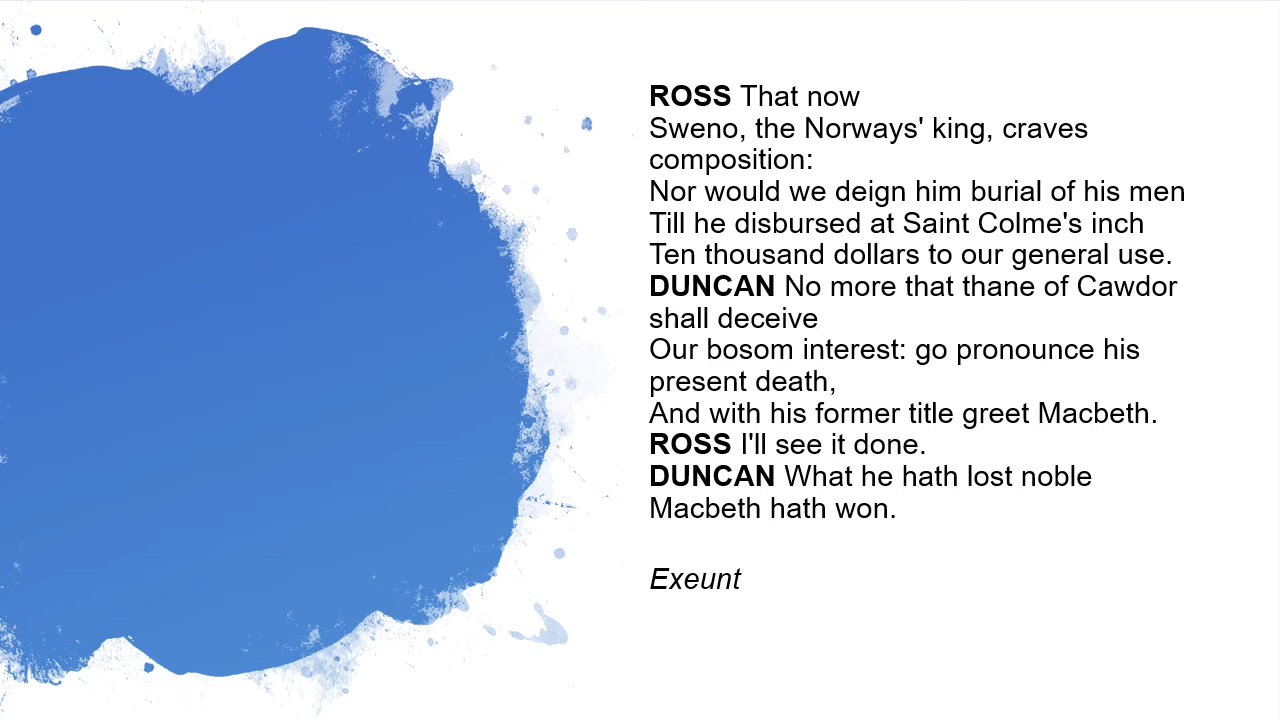 ROSS That now
Sweno, the Norways' king, craves
composition:
Nor would we deign him burial of his men
Till he disbursed at Saint Colme's inch
Ten thousand dollars to our general use.
DUNCAN No more that thane of Cawdor
shall deceive
Our bosom interest: go pronounce his
present death,
And with his former title greet Macbeth.
ROSS I'll see it done.
DUNCAN What he hath lost noble
Macbeth hath won.
Exeunt